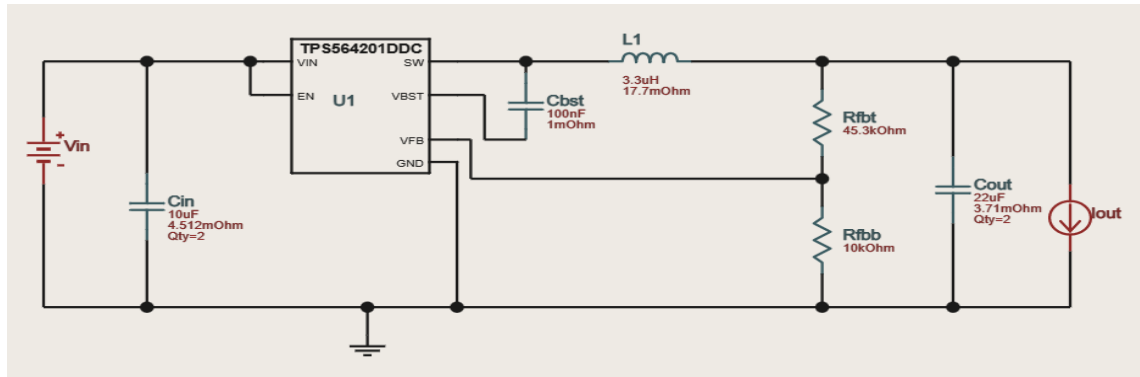 TPS564201DDC
VIN
SW
EN
U1
VBST
VFB
GND
L1
3.3uH
17.7mOhm
Cbst
100nF
1mOhm
Rfbt
45.3kOhm
+
Vin
-
Cin
10uF
4.512mOhm
Qty=2
Cout
22uF
3.71mOhm
Qty=2
Iout
Rfbb
10kOhm